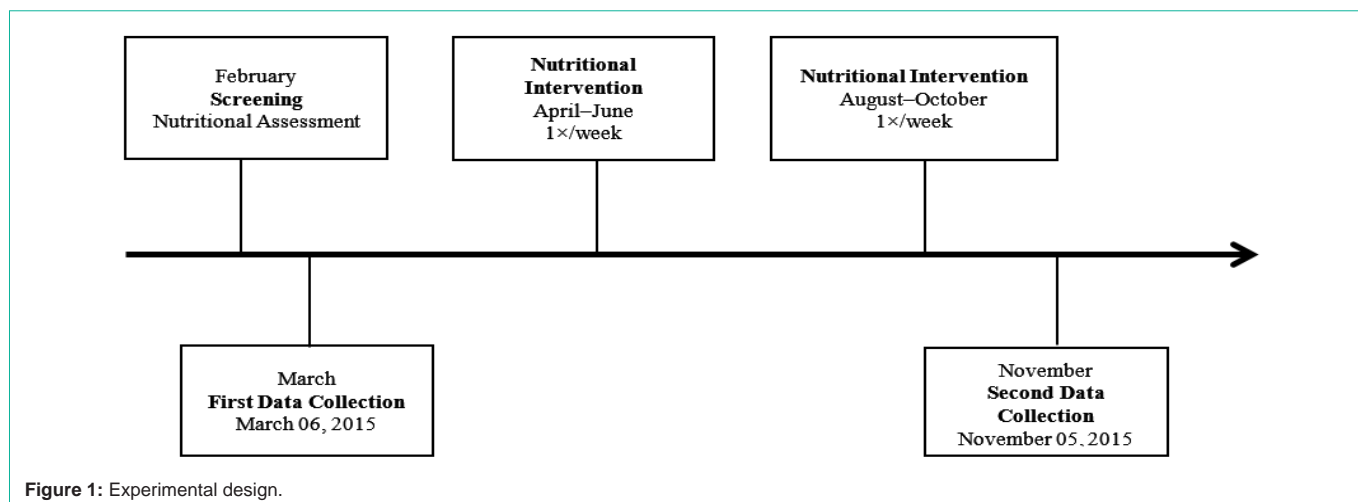 February
Screening
Nutritional Assessment
Nutritional
Intervention
April–June
1×/week
Nutritional Intervention
August–October
1×/week
March
First Data Collection
March 06, 2015
November
Second Data
Collection
November 05, 2015
Figure 1: Experimental design.